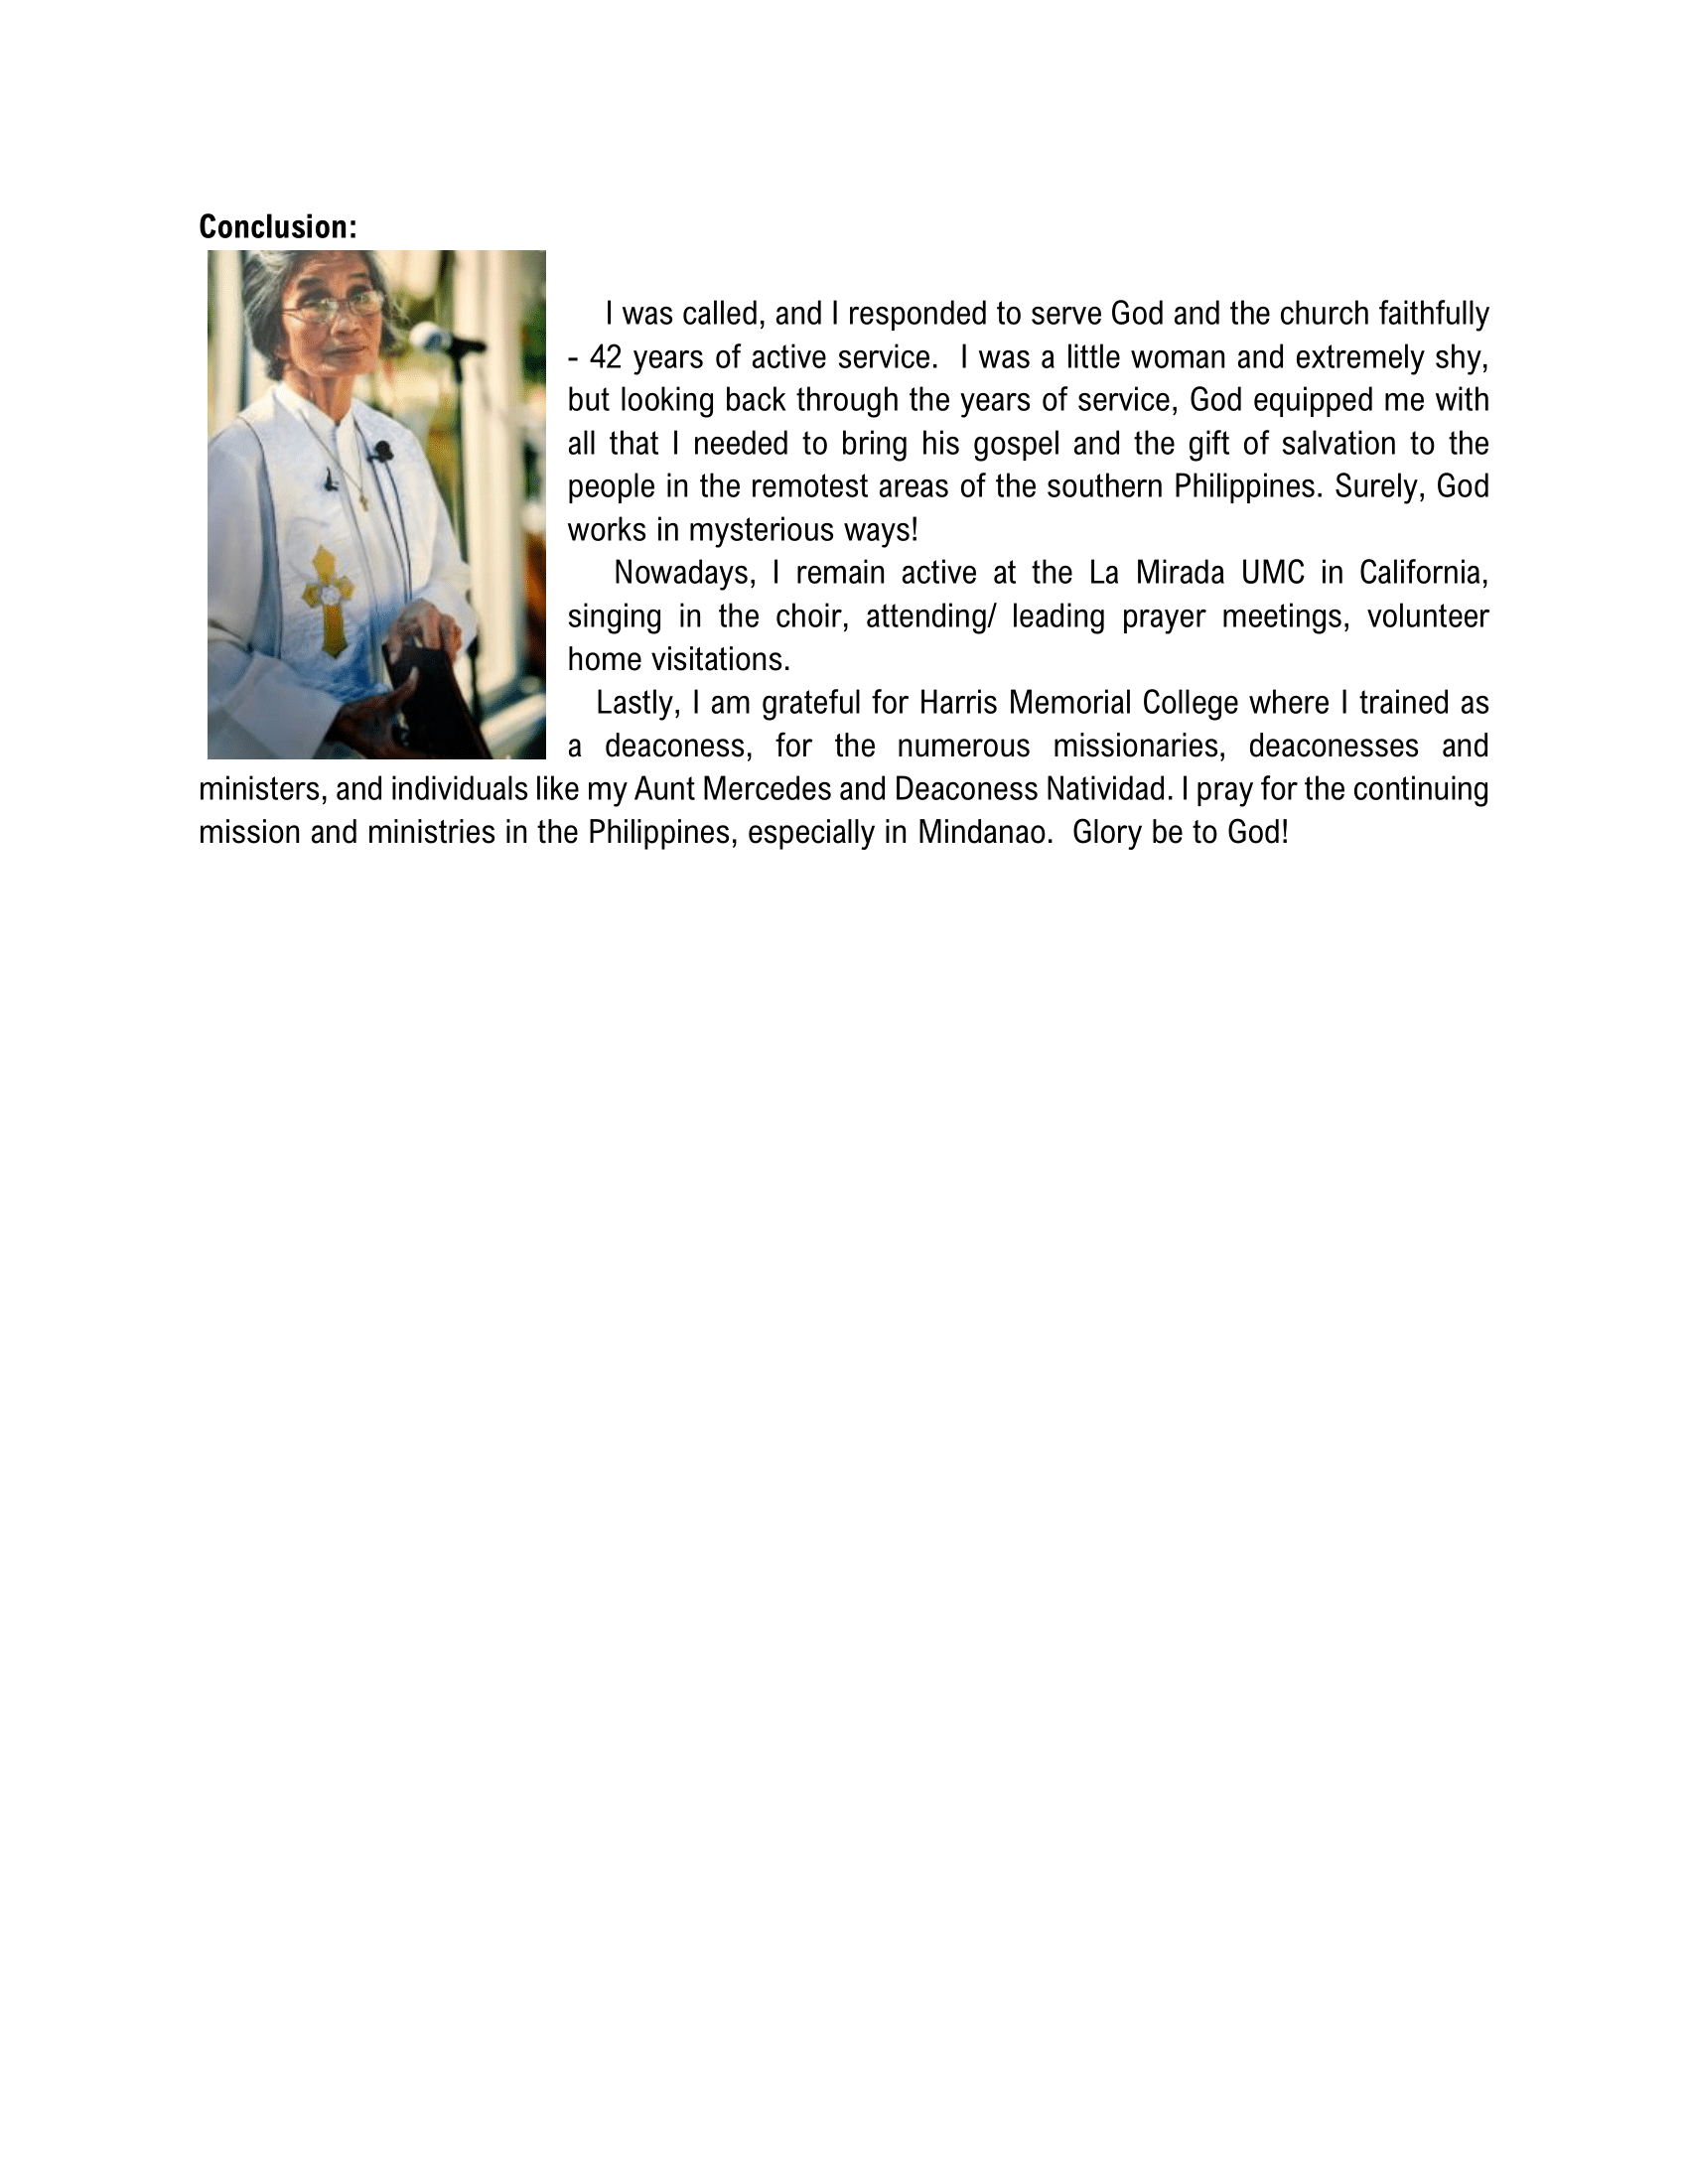 Conclusion:
I was called, and I responded to serve God and the church faithfully
- 42 years of active service.  I was a little woman and extremely shy,
but looking back through the years of service, God equipped me with
all that I needed to bring his gospel and the gift of salvation to the
people in the remotest areas of the southern Philippines. Surely, God
works in mysterious ways!
Nowadays, I remain active at the La Mirada UMC in California,
singing in the choir, attending/ leading prayer meetings, volunteer
home visitations.
Lastly, I am grateful for Harris Memorial College where I trained as
a deaconess, for the numerous missionaries, deaconesses and
ministers, and individuals like my Aunt Mercedes and Deaconess Natividad. I pray for the continuing
mission and ministries in the Philippines, especially in Mindanao.  Glory be to God!